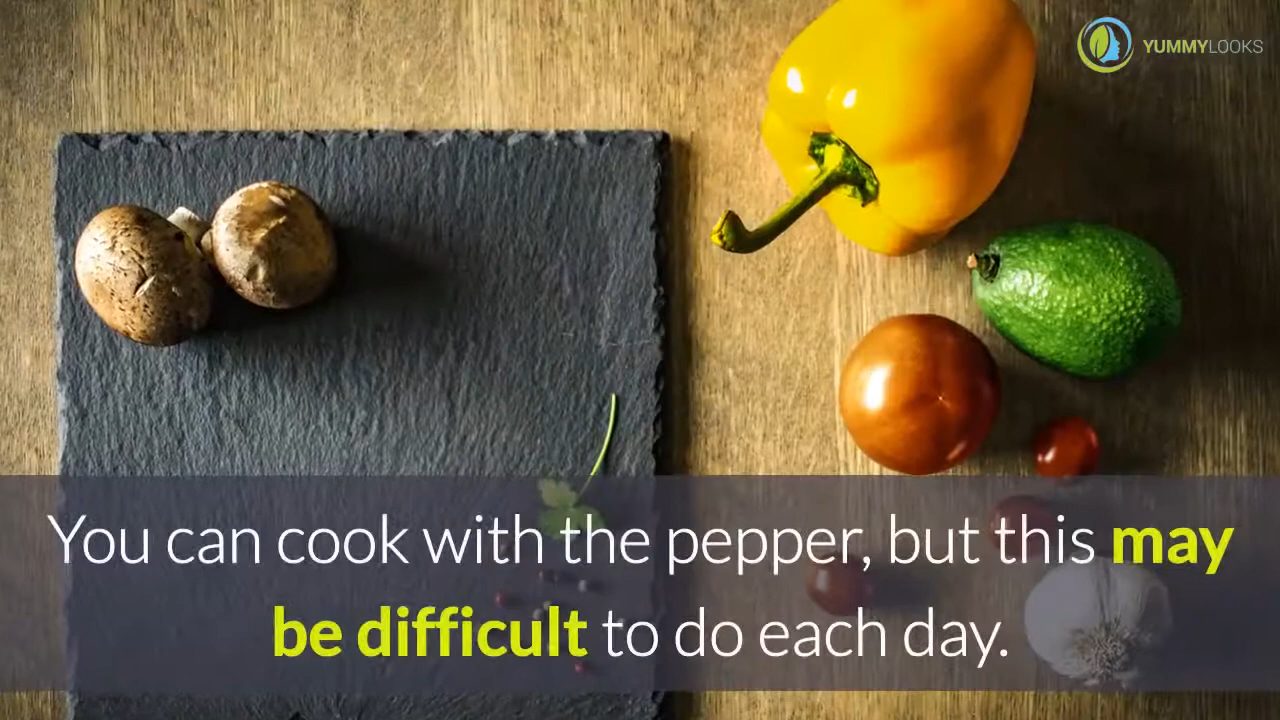 YUMMYLOOKS
You can cook with the pepper, but this may
be difficult to do each day.